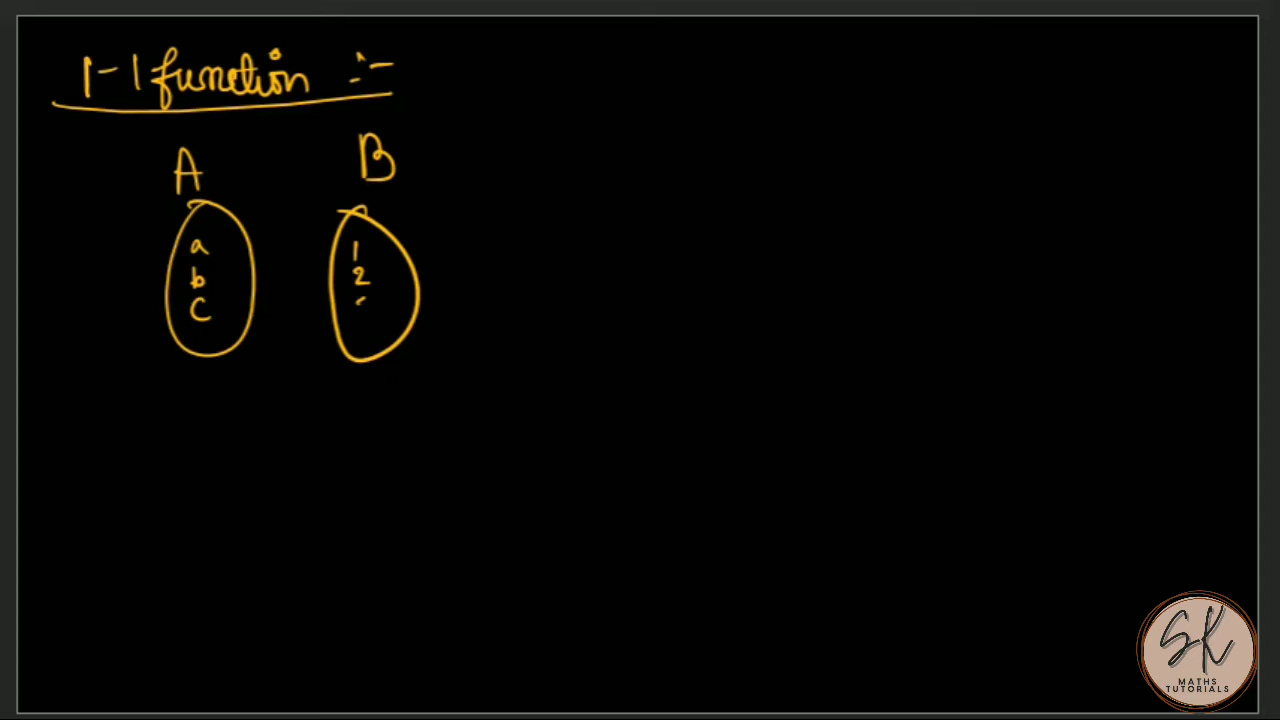 1-1 function :-
A B
a 1
b 2
C
SK
MATHS
TUTORIALS